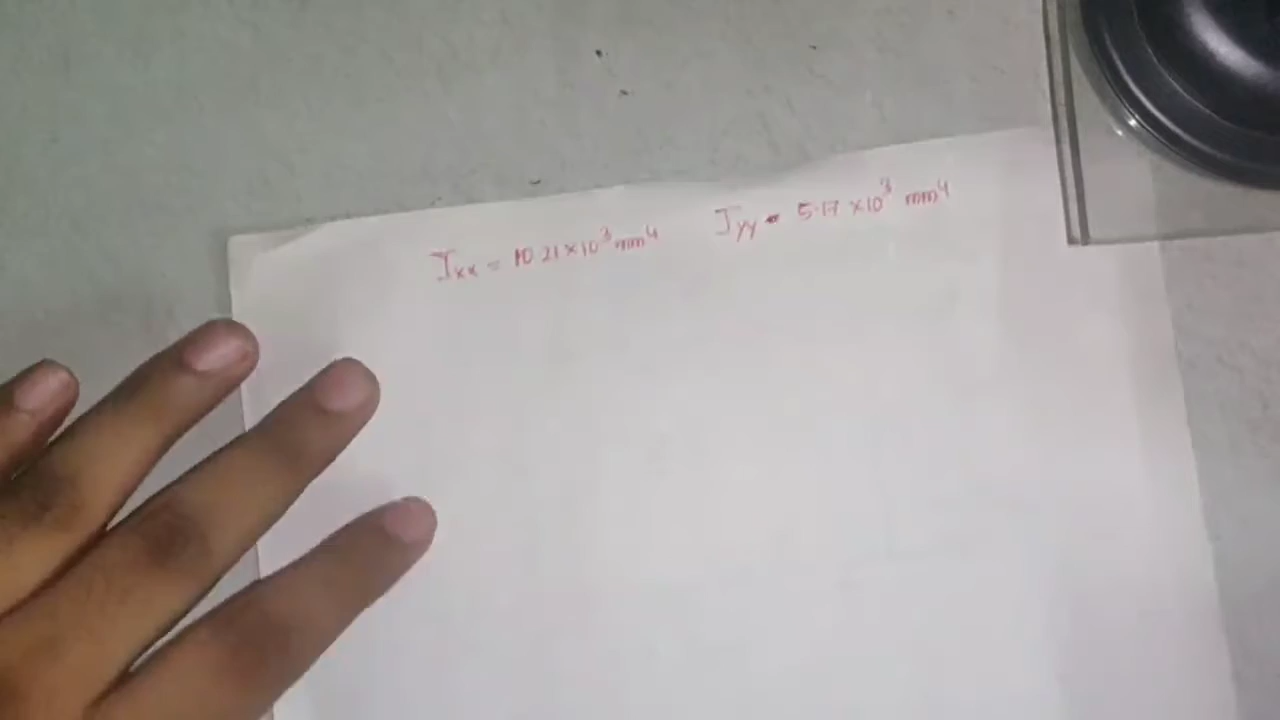 Ixx = 10.21×10³ mm⁴ Iyy = 5.17 ×10³ mm⁴